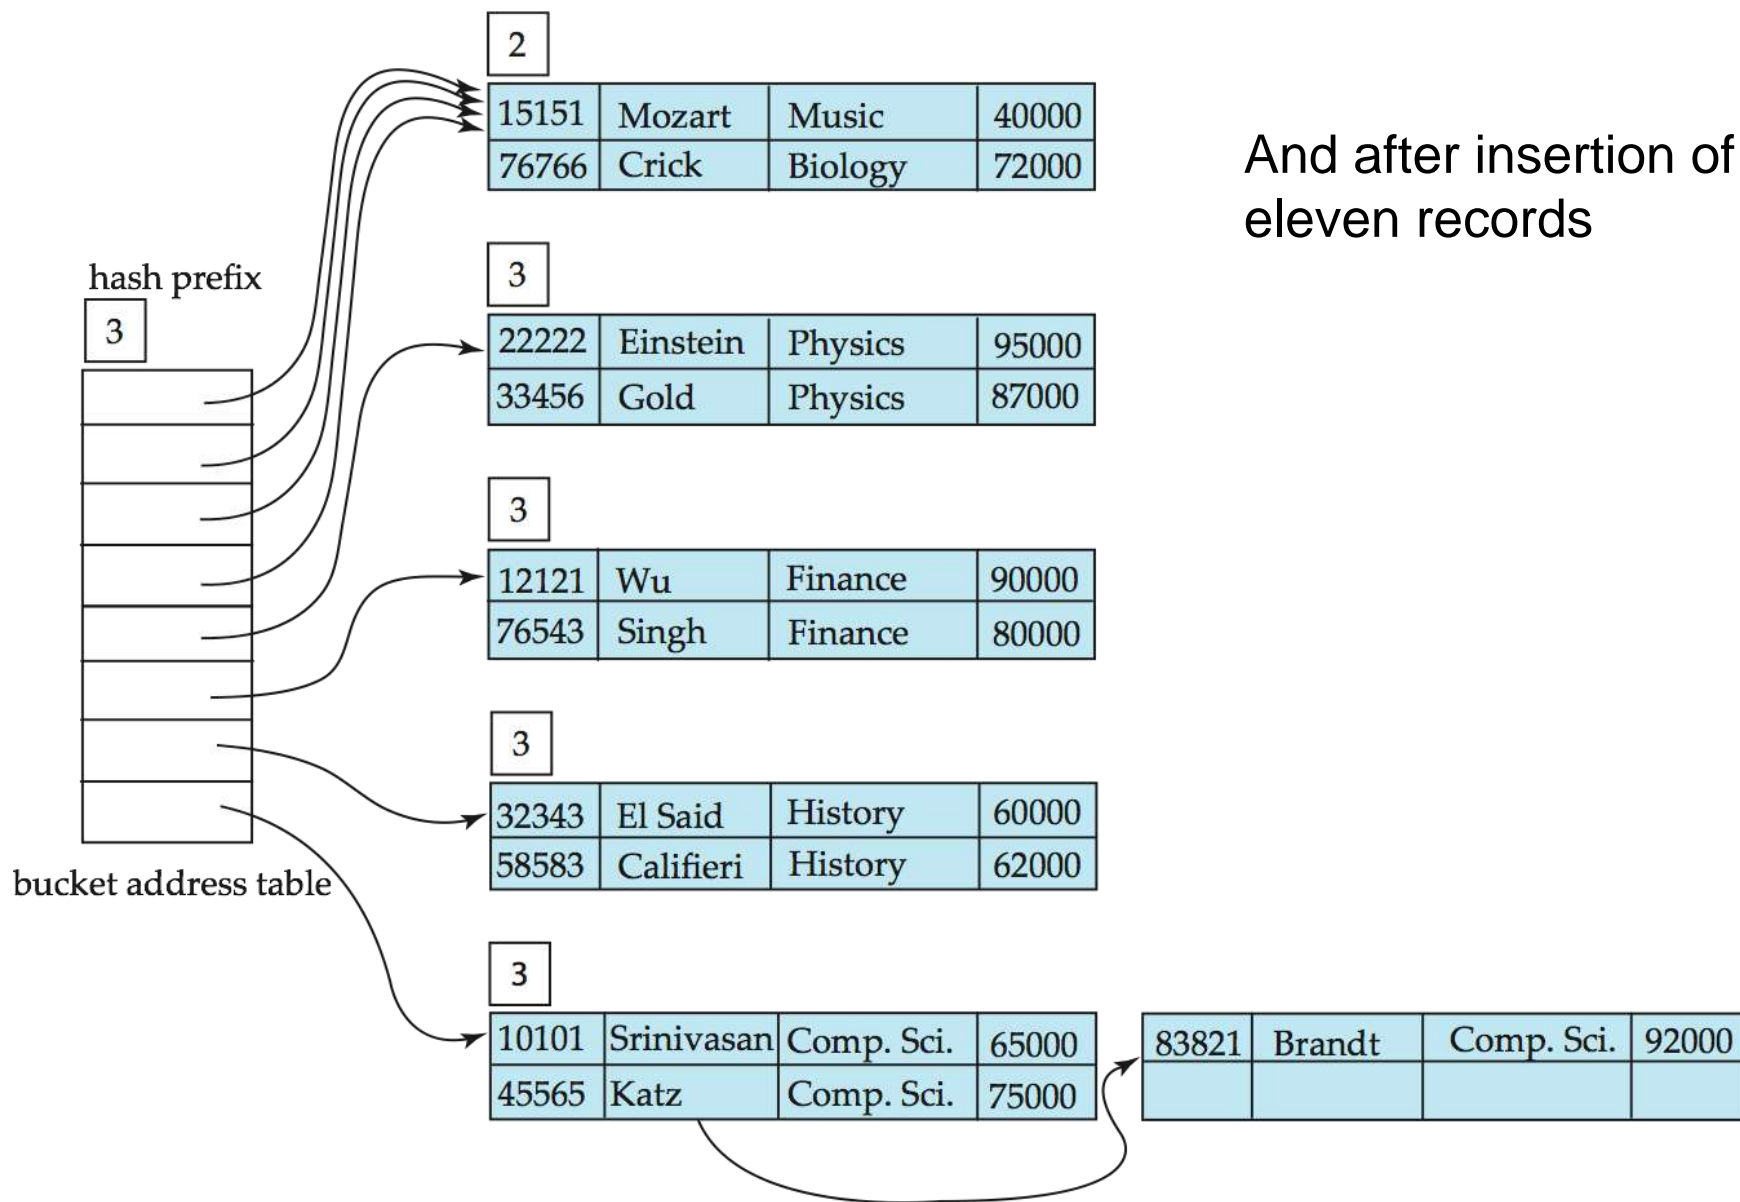 2
15151 Mozart Music 40000
76766 Crick Biology 72000
And after insertion of
eleven records
hash prefix
3
3
22222 Einstein Physics 95000
33456 Gold Physics 87000
3
12121 Wu Finance 90000
76543 Singh Finance 80000
3
32343 El Said History 60000
58583 Califieri History 62000
bucket address table
3
10101 Srinivasan Comp. Sci. 65000
45565 Katz Comp. Sci. 75000
83821 Brandt Comp. Sci. 92000